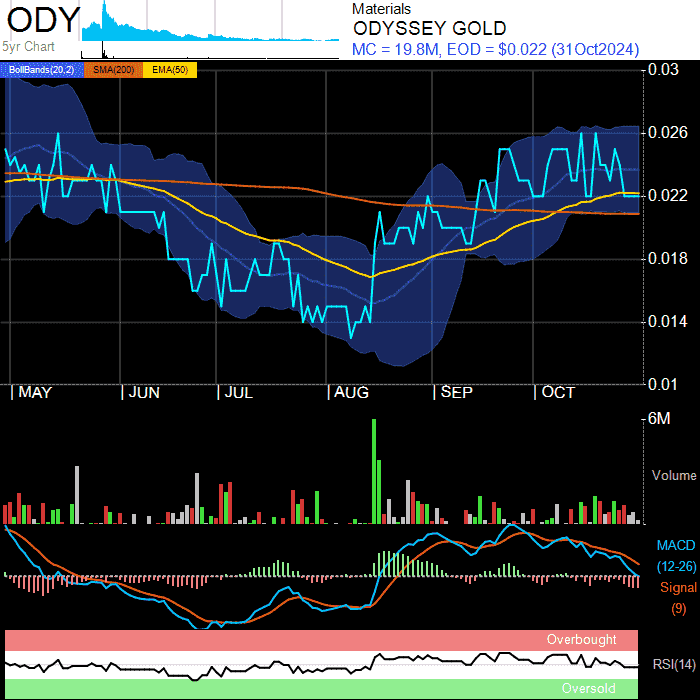 ODY
5yr Chart
Materials
ODYSSEY GOLD
MC = 19.8M, EOD = $0.022 (31Oct2024)
BollBands(20,2) SMA(200) EMA(50)
0.03
0.026
0.022
0.018
0.014
0.01
MAY JUN JUL AUG SEP OCT
6M
Volume
MACD
(12-26)
Signal
(9)
Overbought
RSI(14)
Oversold